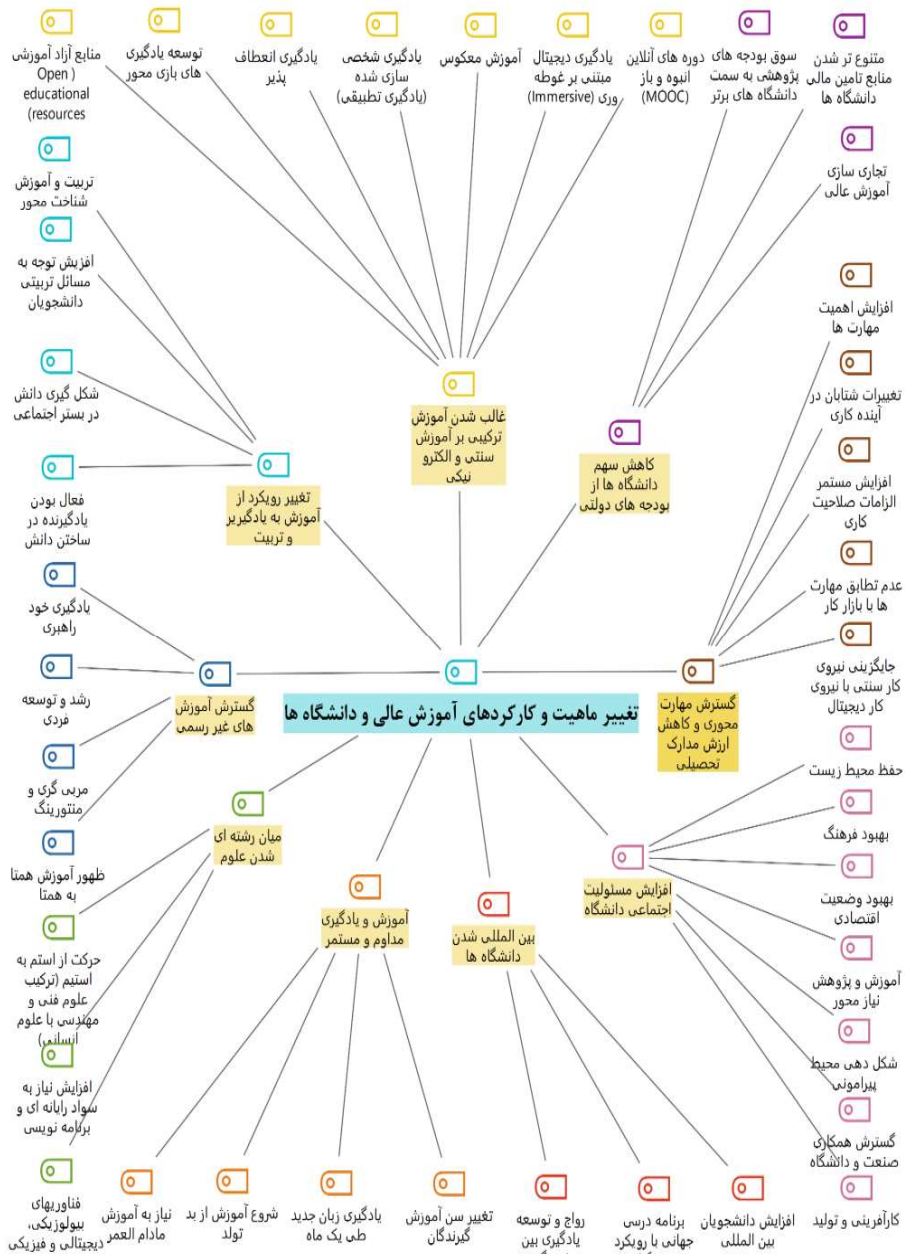 منابع آزاد آموزشی
( Open
educational
(resources
توسعه یادگیری
های بازی محور
یادگیری انعطاف
پذیر
یادگیری شخصی
سازی شده
(یادگیری تطبیقی)
آموزش معکوس
یادگیری دیجیتال
مبتنی بر غوطه
وری (Immersive)
دوره های آنلاین
انبوه و باز
(MOOC)
سوق بودجه های
پژوهشی به سمت
دانشگاه های برتر
متنوع تر شدن
منابع تامین مالی
دانشگاه ها
تجاری سازی
آموزش عالی
تربیت و آموزش
شناخت محور
افزیش توجه به
مسائل تربیتی
دانشجویان
شکل گیری دانش
در بستر اجتماعی
فعال بودن
یادگیرنده در
ساختن دانش
غالب شدن آموزش
ترکیبی بر آموزش
سنتی و الکترو
نیکی
کاهش سهم
دانشگاه ها از
بودجه های دولتی
تغییر رویکرد از
آموزش به یادگیریر
و تربیت
افزایش اهمیت
مهارت ها
تغییرات شتابان در
آینده کاری
افزایش مستمر
الزامات صلاحیت
کاری
عدم تطابق مهارت
ها با بازار کار
جایگزینی نیروی
کار سنتی با نیروی
کار دیجیتال
یادگیری خود
راهبری
رشد و توسعه
فردی
مربی گری و
منتورینگ
ظهور آموزش همتا
به همتا
گسترش آموزش
های غیر رسمی
تغییر ماهیت و کارکردهای آموزش عالی و دانشگاه ها
گسترش مهارت
محوری و کاهش
ارزش مدارک
تحصیلی
میان رشته ای
شدن علوم
آموزش و یادگیری
مداوم و مستمر
بین المللی شدن
دانشگاه ها
افزایش مسئولیت
اجتماعی دانشگاه
حفظ محیط زیست
بهبود فرهنگ
بهبود وضعیت
اقتصادی
آموزش و پژوهش
نیاز محور
شکل دهی محیط
پیرامونی
گسترش همکاری
صنعت و دانشگاه
کارآفرینی و تولید
حرکت از استم به
استیم (ترکیب
علوم فنی و
مهندسی با علوم
انسانی)
افزایش نیاز به
سواد رایانه ای و
برنامه نویسی
فناوریهای
بیولوزیکی،
دیجیتالی و فیزیکی
نیاز به آموزش
مادام العمر
شروع آموزش از بد
تولد
یادگیری زبان جدید
طی یک ماه
تغییر سن آموزش
گیرندگان
رواج و توسعه
یادگیری بین
برنامه درسی
جهانی با رویکرد
افزایش دانشجویان
بین المللی